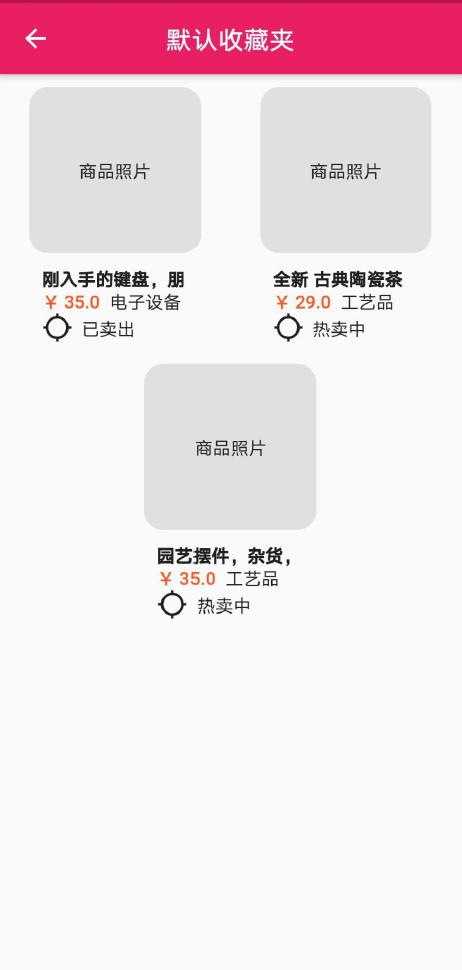 默认收藏夹
商品照片
商品照片
刚入手的键盘，朋
全新 古典陶瓷茶
￥ 35.0 电子设备
￥ 29.0 工艺品
已卖出
热卖中
商品照片
园艺摆件，杂货，
￥ 35.0 工艺品
热卖中